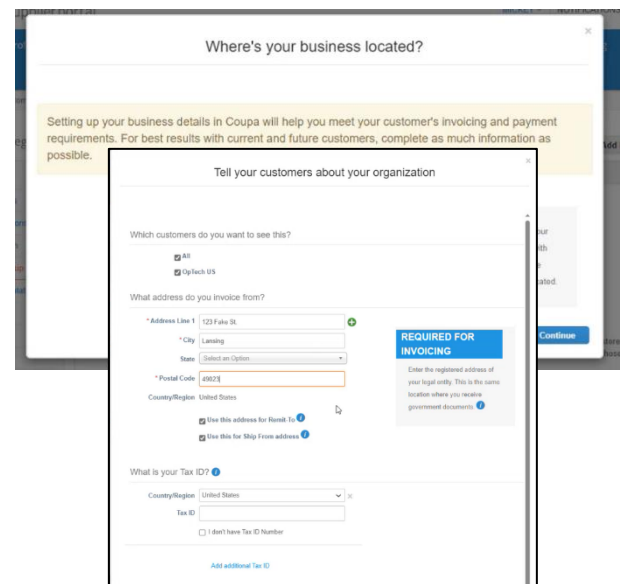 upplier portal
MICKEY
NOTIFICATIONS
Where's your business located?
Setting up your business details in Coupa will help you meet your customer's invoicing and payment
requirements. For best results with current and future customers, complete as much information as
possible.
Add
Tell your customers about your organization
Which customers do you want to see this?
All
OpTech US
What address do you invoice from?
* Address Line 1 123 Fake St.
* City Lansing
State Select an Option
* Postal Code 49023
Country/Region United States
Use this address for Remit-To
Use this for Ship From address
REQUIRED FOR
INVOICING
Enter the registered address of
your legal entity. This is the same
location where you receive
government documents.
Continue
What is your Tax ID?
Country/Region United States
Tax ID
I don't have Tax ID Number
Add additional Tax ID